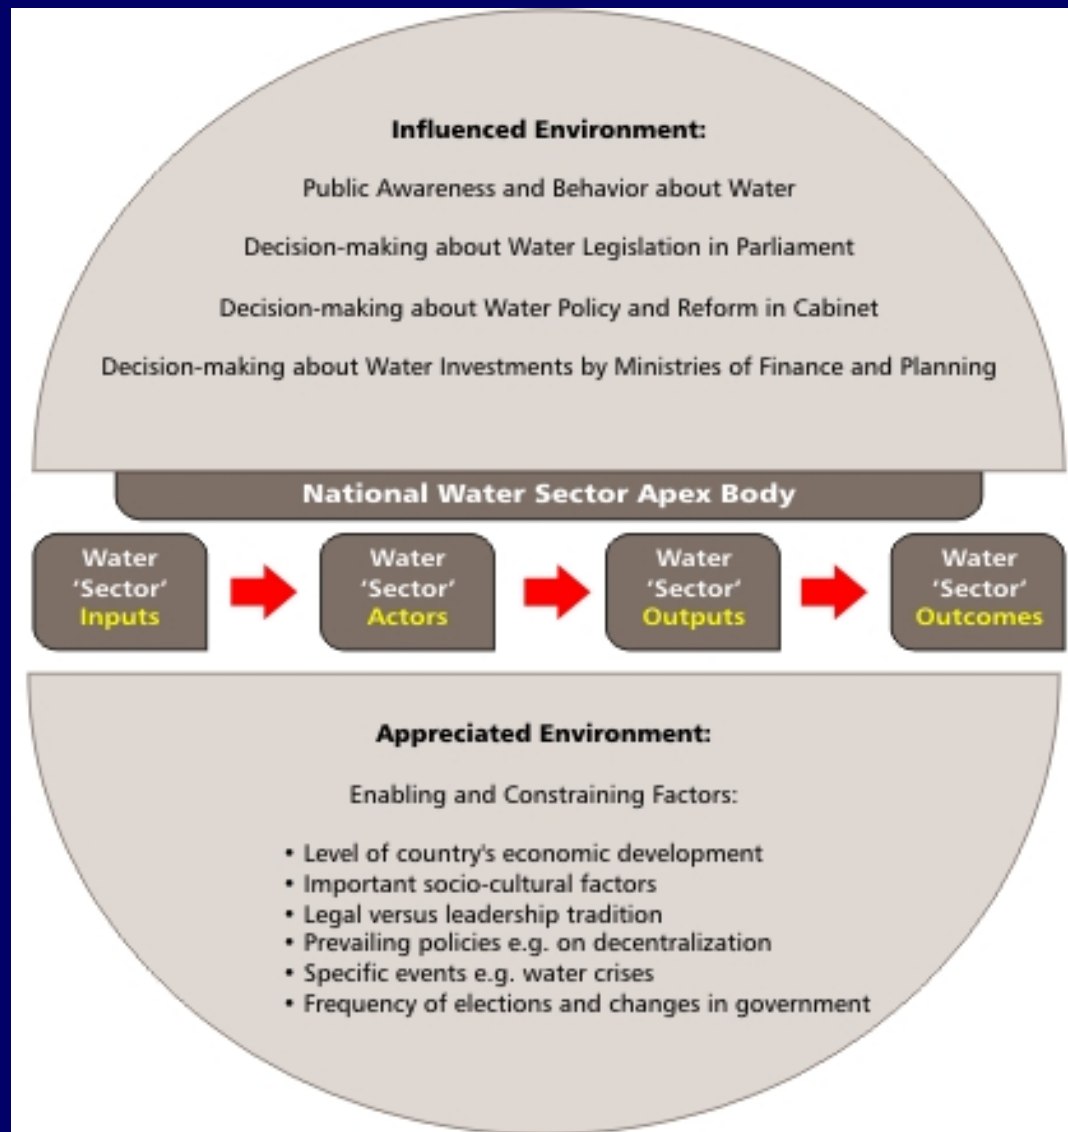 Influenced Environment:
Public Awareness and Behavior about Water
Decision-making about Water Legislation in Parliament
Decision-making about Water Policy and Reform in Cabinet
Decision-making about Water Investments by Ministries of Finance and Planning
National Water Sector Apex Body
Water
‘Sector‘
Inputs
Water
‘Sector‘
Actors
Water
‘Sector‘
Outputs
Water
‘Sector‘
Outcomes
Appreciated Environment:
Enabling and Constraining Factors:
• Level of country's economic development
• Important socio-cultural factors
• Legal versus leadership tradition
• Prevailing policies e.g. on decentralization
• Specific events e.g. water crises
• Frequency of elections and changes in government